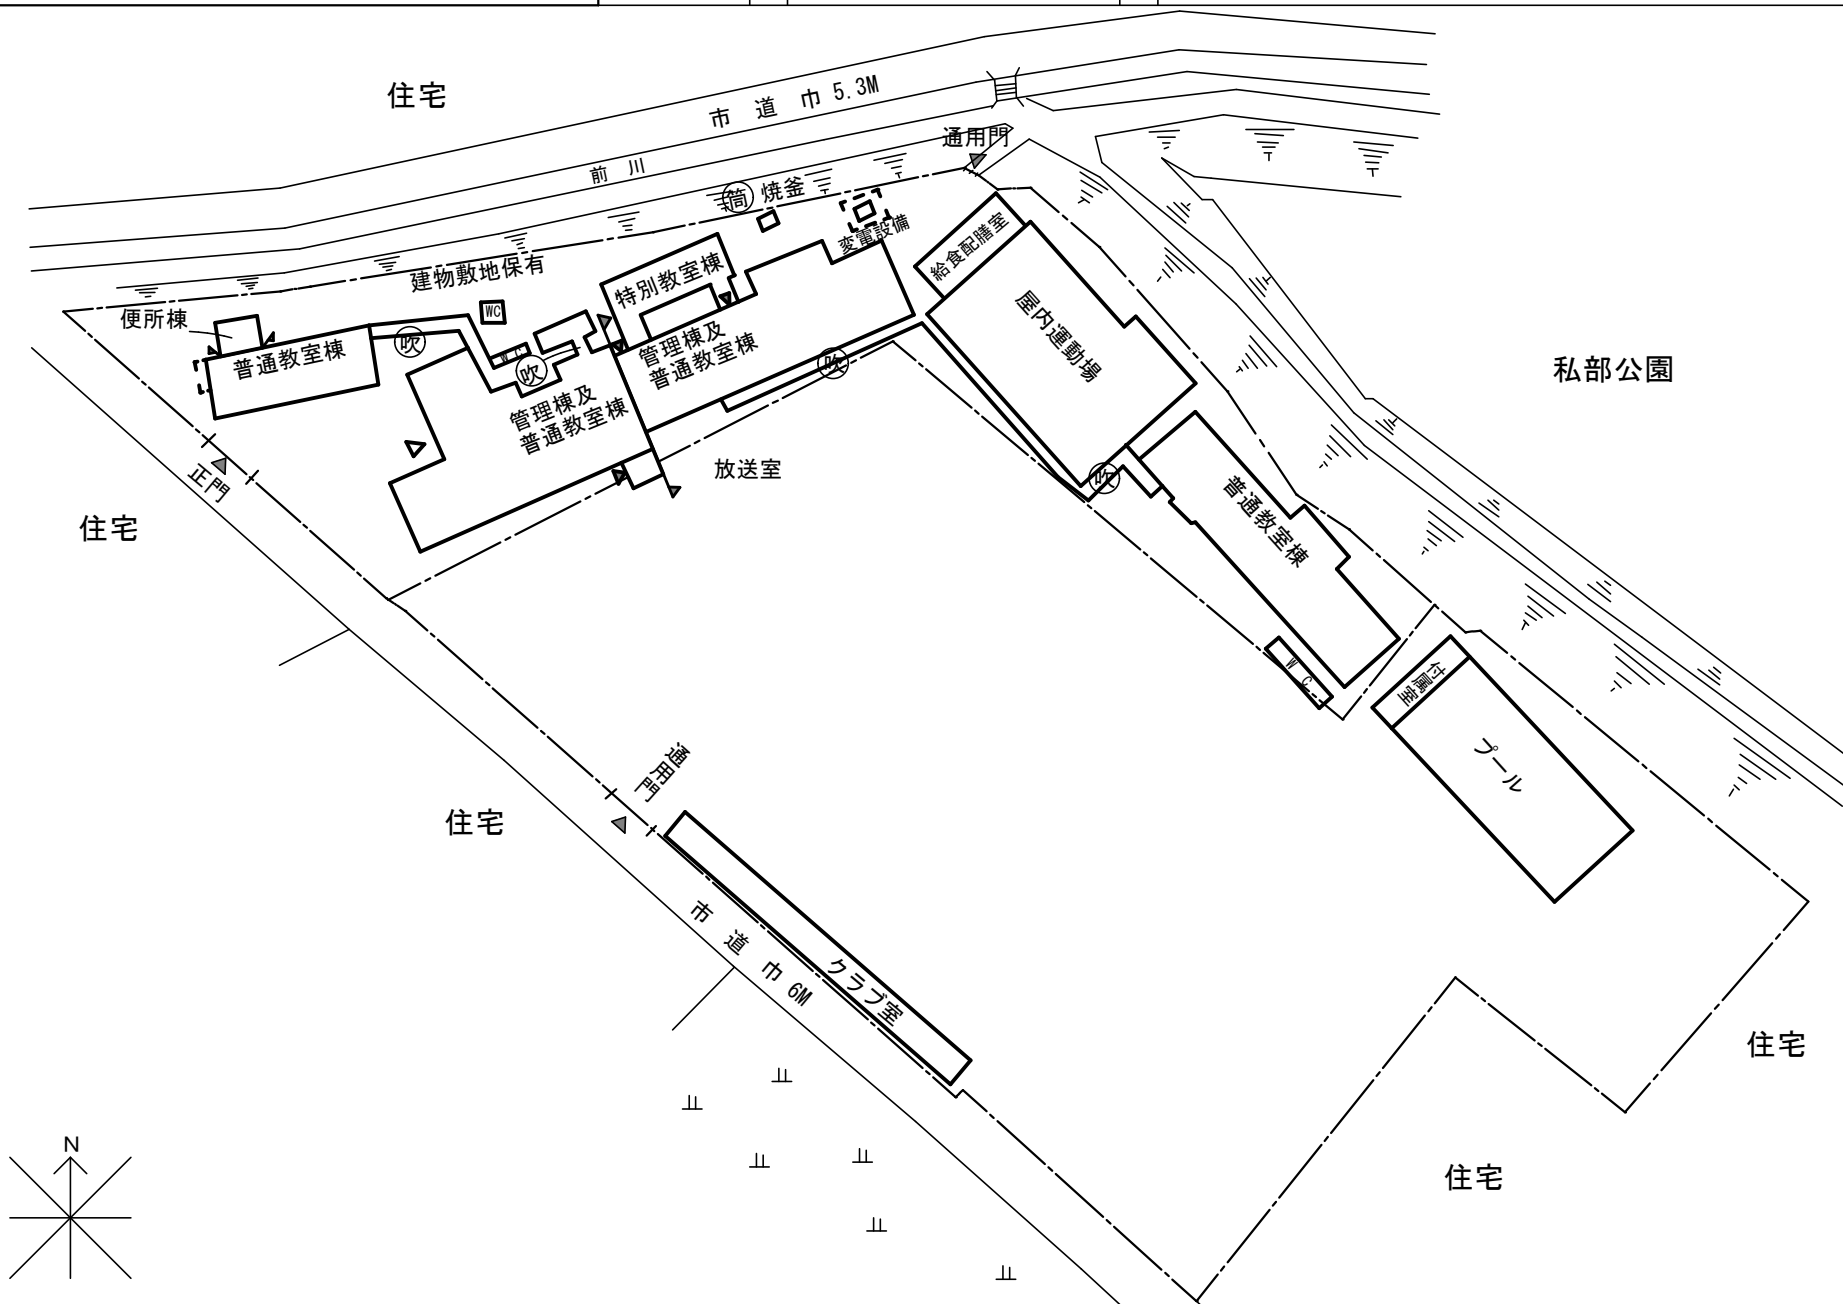 住宅
市道巾 5.3M
前川
通用門
筒 焼釜
変電設備
給食配膳室
建物敷地保有
特別教室棟
便所棟
WC
普通教室棟
吹
WC
吹
管理棟及
普通教室棟
吹
管理棟及
普通教室棟
屋内運動場
私部公園
放送室
正門
吹
普通教室棟
住宅
WC
付属室
プール
通用門
住宅
市道巾 6M
クラブ室
住宅
住宅
N